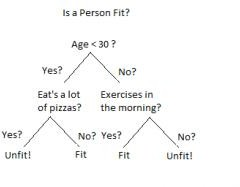 Is a Person Fit?
Age < 30 ?
Yes? No?
Eat's a lot Exercises in
of pizzas? the morning?
Yes? No? Yes? No?
Unfit! Fit Fit Unfit!